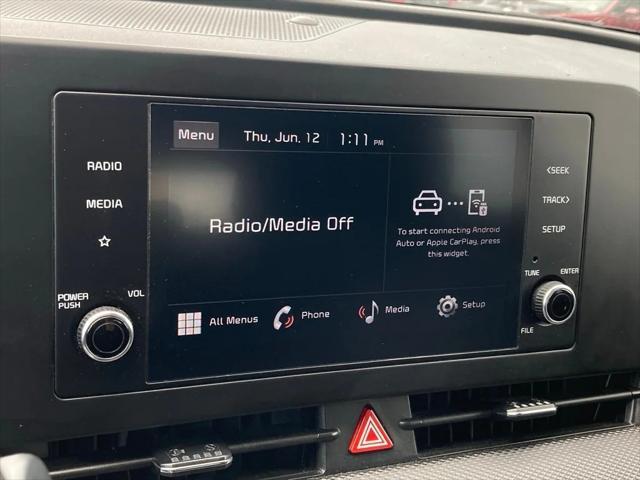 Menu Thu, Jun. 12 1:11 PM
RADIO
MEDIA
POWER PUSH
VOL
Radio/Media Off
To start connecting Android
Auto or Apple CarPlay, press
this widget.
All Menus Phone Media Setup
<SEEK
TRACK>
SETUP
TUNE ENTER
FILE